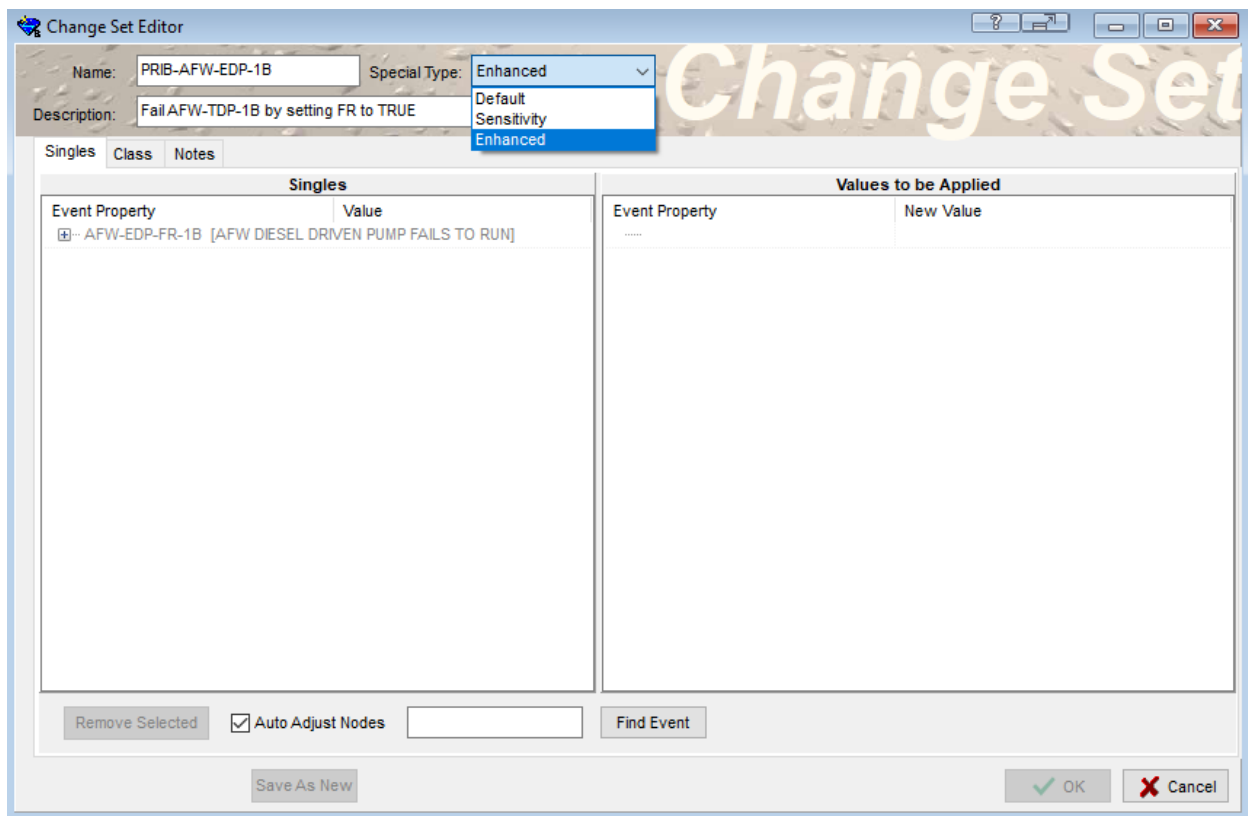 Change Set Editor
Name: PRIB-AFW-EDP-1B Special Type: Enhanced
Change Set
Default
Description: Fail AFW-TDP-1B by setting FR to TRUE
Sensitivity
Enhanced
Singles Class Notes
Singles Values to be Applied
Event Property Value Event Property New Value
AFW-EDP-FR-1B [AFW DIESEL DRIVEN PUMP FAILS TO RUN]
Remove Selected Auto Adjust Nodes Find Event
Save As New OK Cancel